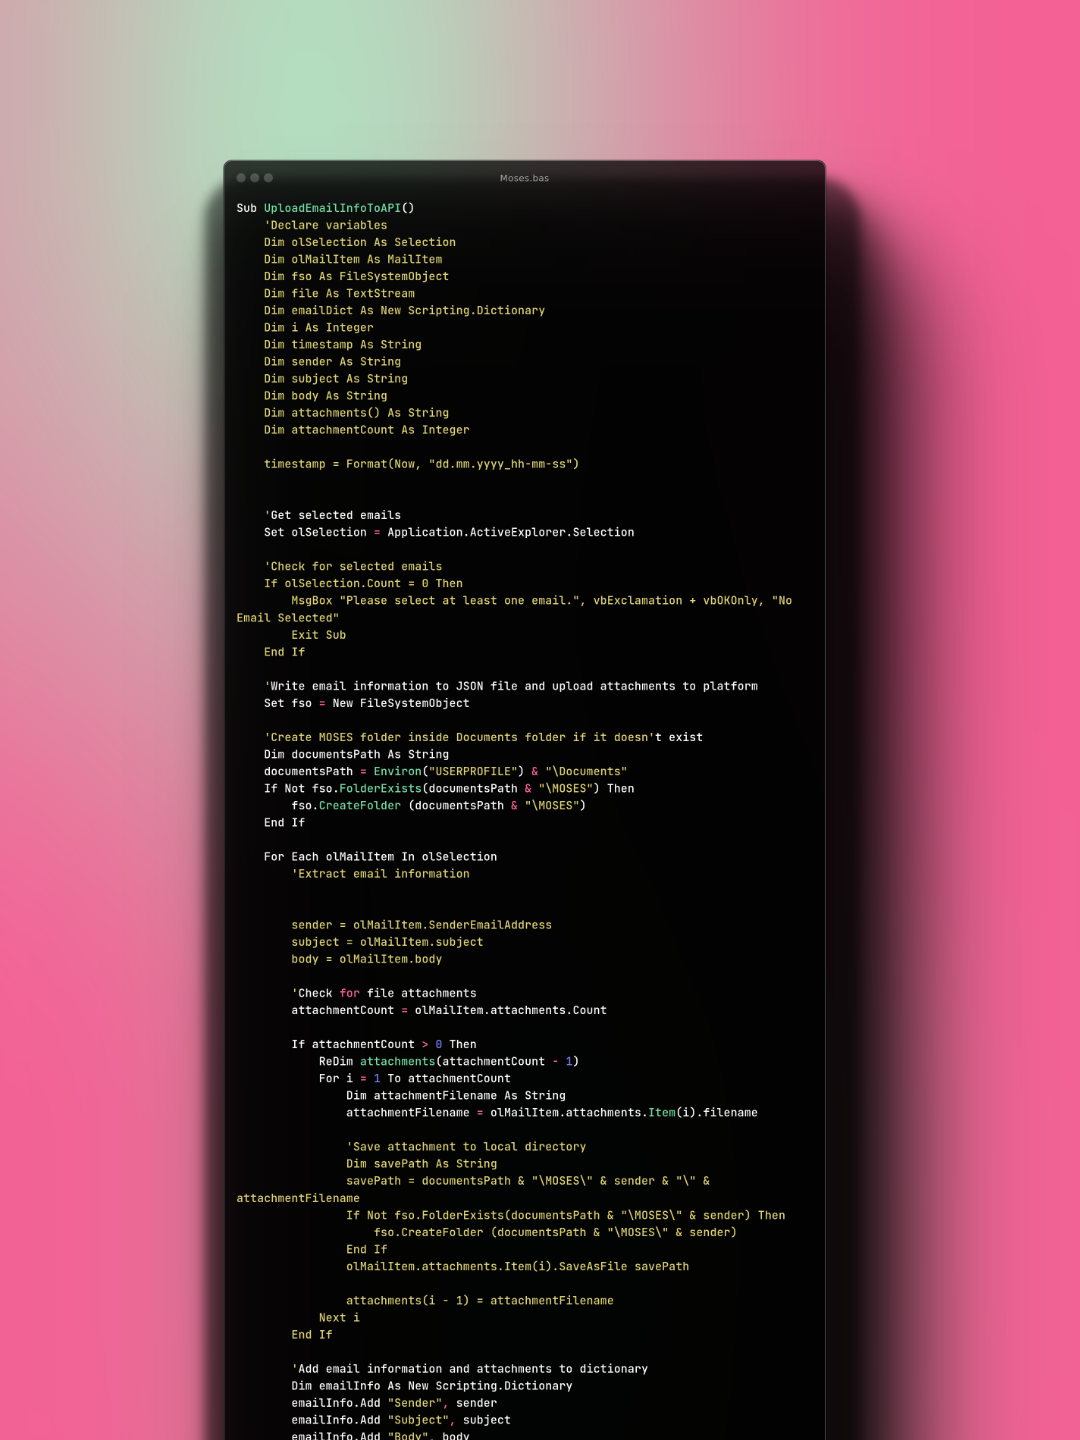 Moses.bas
Sub UploadEmailInfoToAPI()
    'Declare variables
    Dim olSelection As Selection
    Dim olMailItem As MailItem
    Dim fso As FileSystemObject
    Dim file As TextStream
    Dim emailDict As New Scripting.Dictionary
    Dim i As Integer
    Dim timestamp As String
    Dim sender As String
    Dim subject As String
    Dim body As String
    Dim attachments() As String
    Dim attachmentCount As Integer
    timestamp = Format(Now, "dd.mm.yyyy_hh-mm-ss")
    'Get selected emails
    Set olSelection = Application.ActiveExplorer.Selection
    'Check for selected emails
    If olSelection.Count = 0 Then
        MsgBox "Please select at least one email.", vbExclamation + vbOKOnly, "No
Email Selected"
        Exit Sub
    End If
    'Write email information to JSON file and upload attachments to platform
    Set fso = New FileSystemObject
    'Create MOSES folder inside Documents folder if it doesn't exist
    Dim documentsPath As String
    documentsPath = Environ("USERPROFILE") & "\Documents"
    If Not fso.FolderExists(documentsPath & "\MOSES") Then
        fso.CreateFolder (documentsPath & "\MOSES")
    End If
    For Each olMailItem In olSelection
        'Extract email information
        sender = olMailItem.SenderEmailAddress
        subject = olMailItem.subject
        body = olMailItem.body
        'Check for file attachments
        attachmentCount = olMailItem.attachments.Count
        If attachmentCount > 0 Then
            ReDim attachments(attachmentCount - 1)
            For i = 1 To attachmentCount
                Dim attachmentFilename As String
                attachmentFilename = olMailItem.attachments.Item(i).filename
                'Save attachment to local directory
                Dim savePath As String
                savePath = documentsPath & "\MOSES\" & sender & "\" &
attachmentFilename
                If Not fso.FolderExists(documentsPath & "\MOSES\" & sender) Then
                    fso.CreateFolder (documentsPath & "\MOSES\" & sender)
                End If
                olMailItem.attachments.Item(i).SaveAsFile savePath
                attachments(i - 1) = attachmentFilename
            Next i
        End If
        'Add email information and attachments to dictionary
        Dim emailInfo As New Scripting.Dictionary
        emailInfo.Add "Sender", sender
        emailInfo.Add "Subject", subject
        emailInfo.Add "Body", body